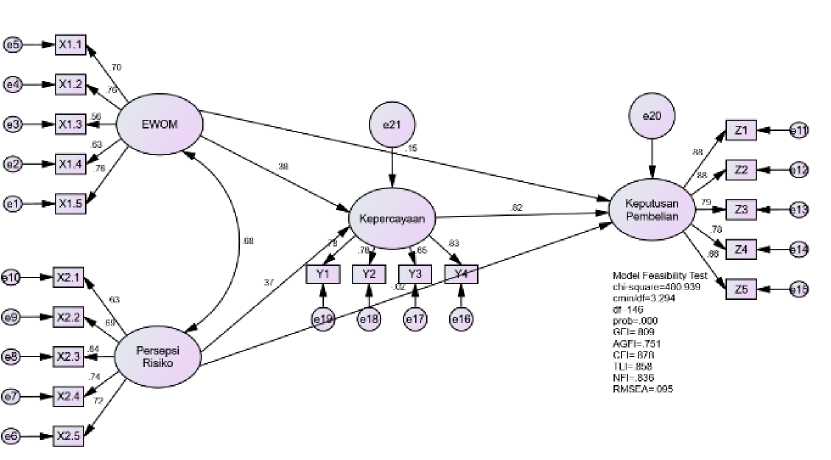 e5 X1.1
.70
e4 X1.2
.76
e3 X1.3 .56
.63
e2 X1.4
.76
e1 X1.5
EWOM
e21
.15
.38
Kepercayaan
.82
e20
Keputusan
Pembelian
.88
Z1 e11
.88
Z2 e12
.79 Z3 e13
.78
Z4 e14
Z5 e15
.68
.37
.78 .65 .83
Y1 Y2 Y3 Y4
.02
e19 e18 e17 e16
e10 X2.1
.63
e9 X2.2
.69
e8 X2.3 .64
.74
e7 X2.4
.72
e6 X2.5
Persepsi
Risiko
Model Feasibility Test
chi-square=480.939
cmin/df=3.294
df=146
prob=.000
GFI=.809
AGFI=.751
CFI=.878
TLI=.858
NFI=.836
RMSEA=.095